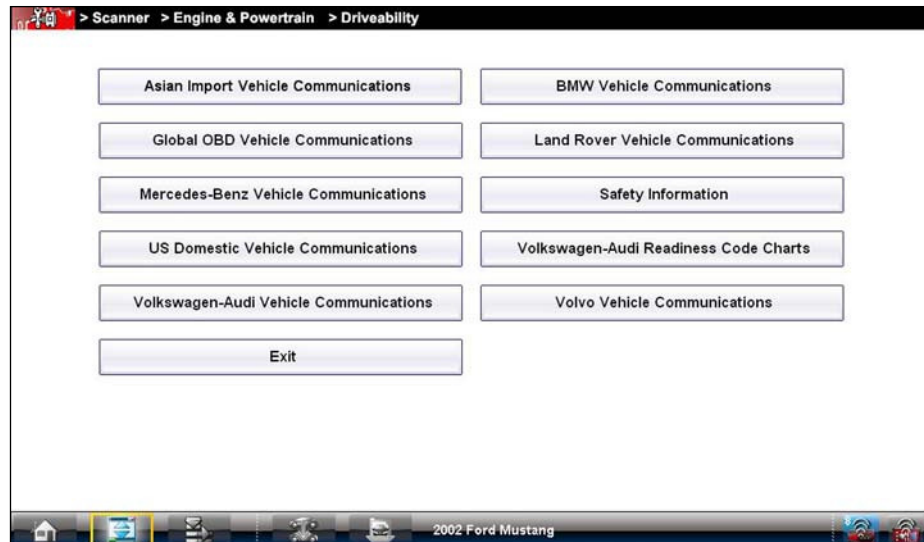 > Scanner > Engine & Powertrain > Driveability
Asian Import Vehicle Communications
BMW Vehicle Communications
Global OBD Vehicle Communications
Land Rover Vehicle Communications
Mercedes-Benz Vehicle Communications
Safety Information
US Domestic Vehicle Communications
Volkswagen-Audi Readiness Code Charts
Volkswagen-Audi Vehicle Communications
Volvo Vehicle Communications
Exit
2002 Ford Mustang